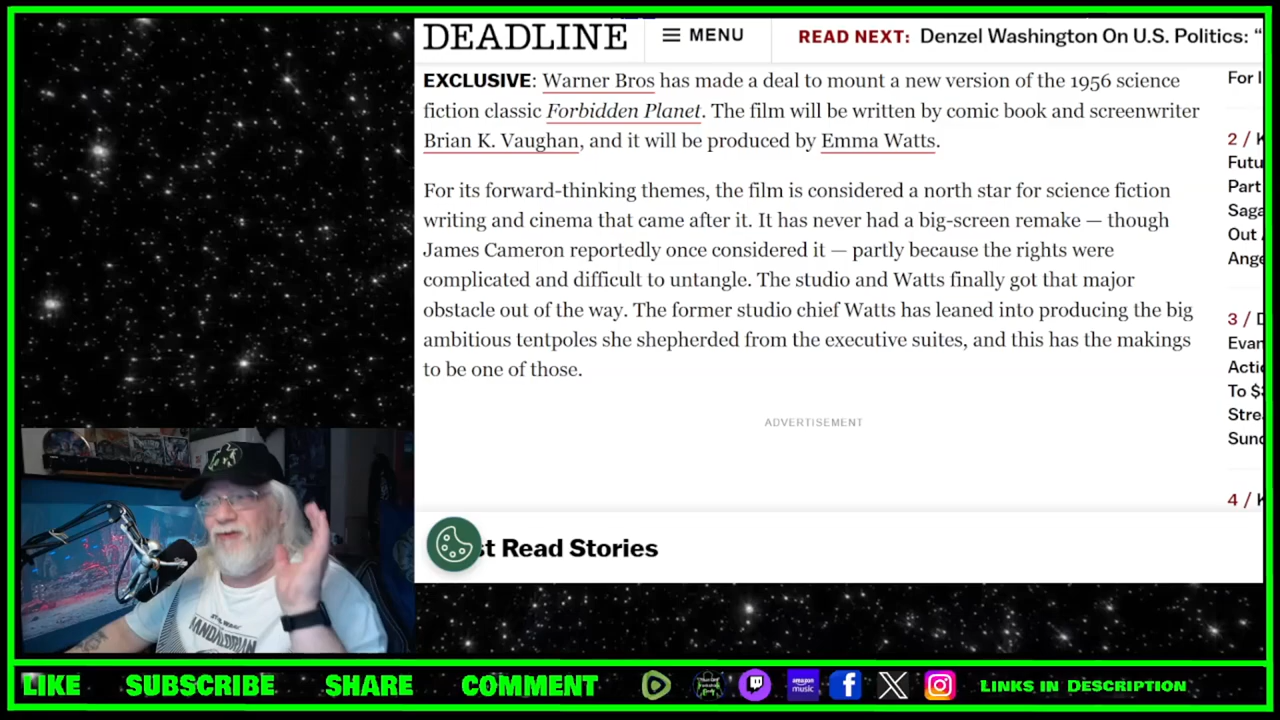 DEADLINE
MENU
READ NEXT: Denzel Washington On U.S. Politics: “
EXCLUSIVE: Warner Bros has made a deal to mount a new version of the 1956 science
fiction classic Forbidden Planet. The film will be written by comic book and screenwriter
Brian K. Vaughan, and it will be produced by Emma Watts.
For its forward-thinking themes, the film is considered a north star for science fiction
writing and cinema that came after it. It has never had a big-screen remake — though
James Cameron reportedly once considered it — partly because the rights were
complicated and difficult to untangle. The studio and Watts finally got that major
obstacle out of the way. The former studio chief Watts has leaned into producing the big
ambitious tentpoles she shepherded from the executive suites, and this has the makings
to be one of those.
ADVERTISEMENT
st Read Stories
For
2 /
Futu
Part
Saga
Out
Ange
3 /
Evan
Actio
To $
Stre
Sund
4 /
MANDALORIAN
LIKE
SUBSCRIBE
SHARE
COMMENT
amazon
music
LINKS IN DESCRIPTION